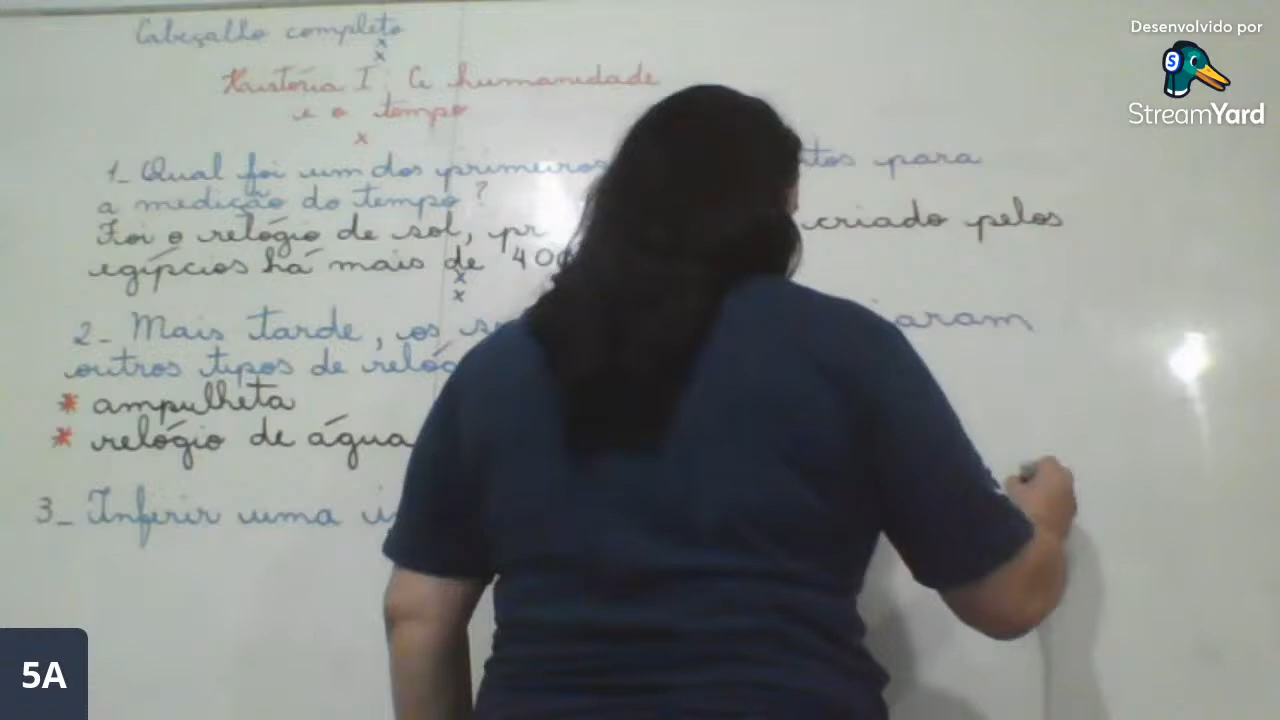 Desenvolvido por
StreamYard
Cabeçalho completo
x
x
História I: A humanidade
e o tempo
x
1- Qual foi um dos primeiros tos para
a medição do tempo?
Foi o relógio de sol, pr criado pelos
egípcios há mais de 400
x
x
2- Mais tarde, os aram
outros tipos de relóg
* ampulheta
* relógio de água
3- Inferir uma
5A